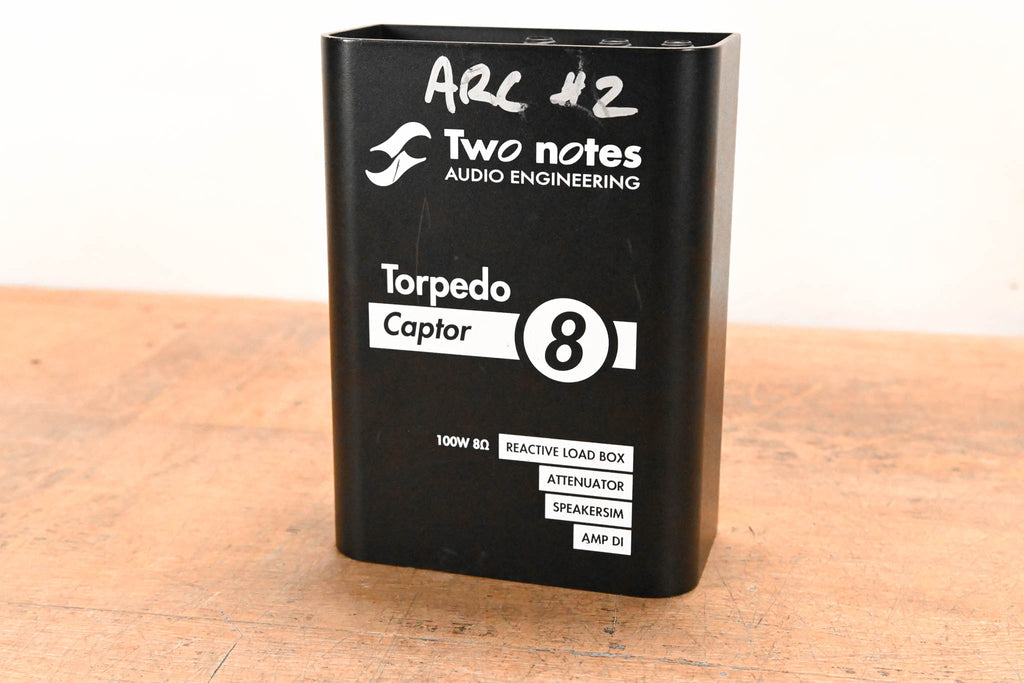 ARC #2
Two notes
AUDIO ENGINEERING
Torpedo
Captor 8
100W 8Ω REACTIVE LOAD BOX
ATTENUATOR
SPEAKERSIM
AMP DI